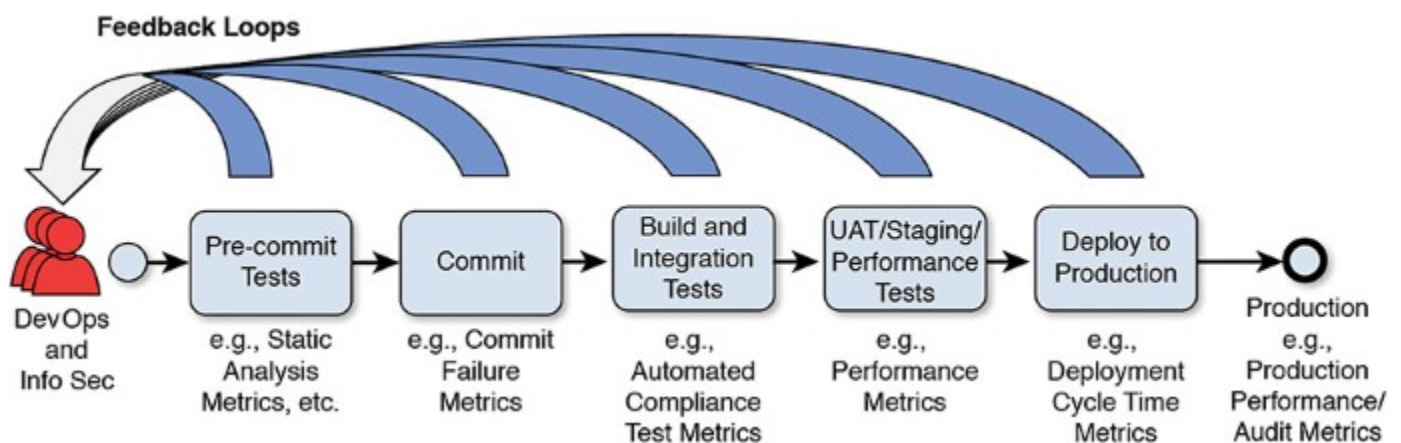 Feedback Loops
DevOps
and
Info Sec
Pre-commit
Tests
e.g., Static
Analysis
Metrics, etc.
Commit
e.g., Commit
Failure
Metrics
Build and
Integration
Tests
e.g.,
Automated
Compliance
Test Metrics
UAT/Staging/
Performance
Tests
e.g.,
Performance
Metrics
Deploy to
Production
e.g.,
Deployment
Cycle Time
Metrics
Production
e.g.,
Production
Performance/
Audit Metrics